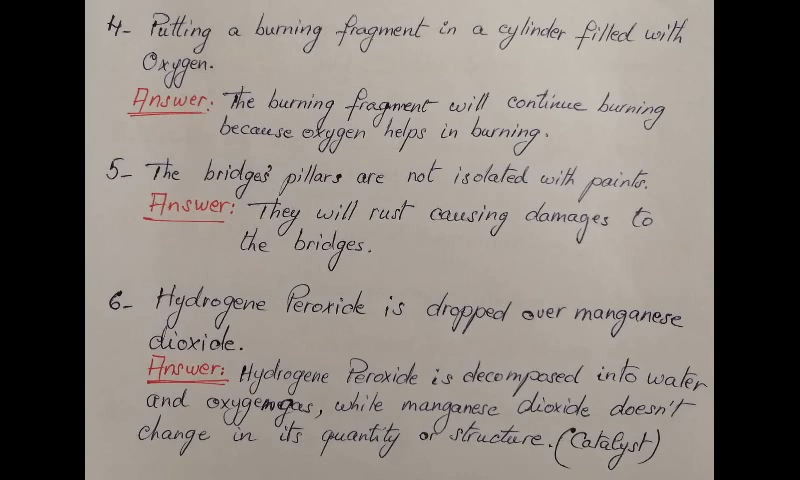 4- Putting a burning fragment in a cylinder filled with
Oxygen.
Answer: The burning fragment will continue burning
because oxygen helps in burning.
5- The bridges' pillars are not isolated with paints.
Answer: They will rust causing damages to
the bridges.
6- Hydrogene Peroxide is dropped over manganese
dioxide.
Answer: Hydrogene Peroxide is decomposed into water
and oxygen gas, while manganese dioxide doesn't
change in its quantity or structure. (Catalyst)